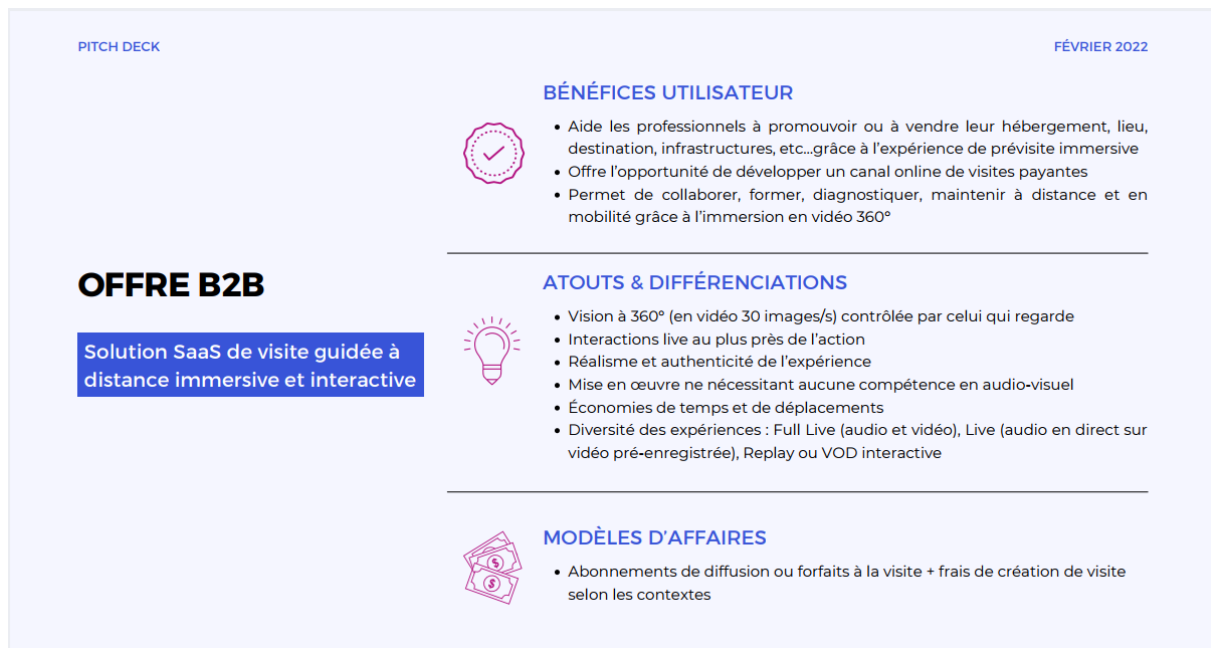 PITCH DECK
FÉVRIER 2022
BÉNÉFICES UTILISATEUR
• Aide les professionnels à promouvoir ou à vendre leur hébergement, lieu,
destination, infrastructures, etc...grâce à l'expérience de prévisite immersive
• Offre l'opportunité de développer un canal online de visites payantes
• Permet de collaborer, former, diagnostiquer, maintenir à distance et en
mobilité grâce à l'immersion en vidéo 360°
OFFRE B2B
Solution SaaS de visite guidée à
distance immersive et interactive
ATOUTS & DIFFÉRENCIATIONS
• Vision à 360° (en vidéo 30 images/s) contrôlée par celui qui regarde
• Interactions live au plus près de l'action
• Réalisme et authenticité de l'expérience
• Mise en œuvre ne nécessitant aucune compétence en audio-visuel
• Économies de temps et de déplacements
• Diversité des expériences : Full Live (audio et vidéo), Live (audio en direct sur
vidéo pré-enregistrée), Replay ou VOD interactive
MODÈLES D'AFFAIRES
• Abonnements de diffusion ou forfaits à la visite + frais de création de visite
selon les contextes